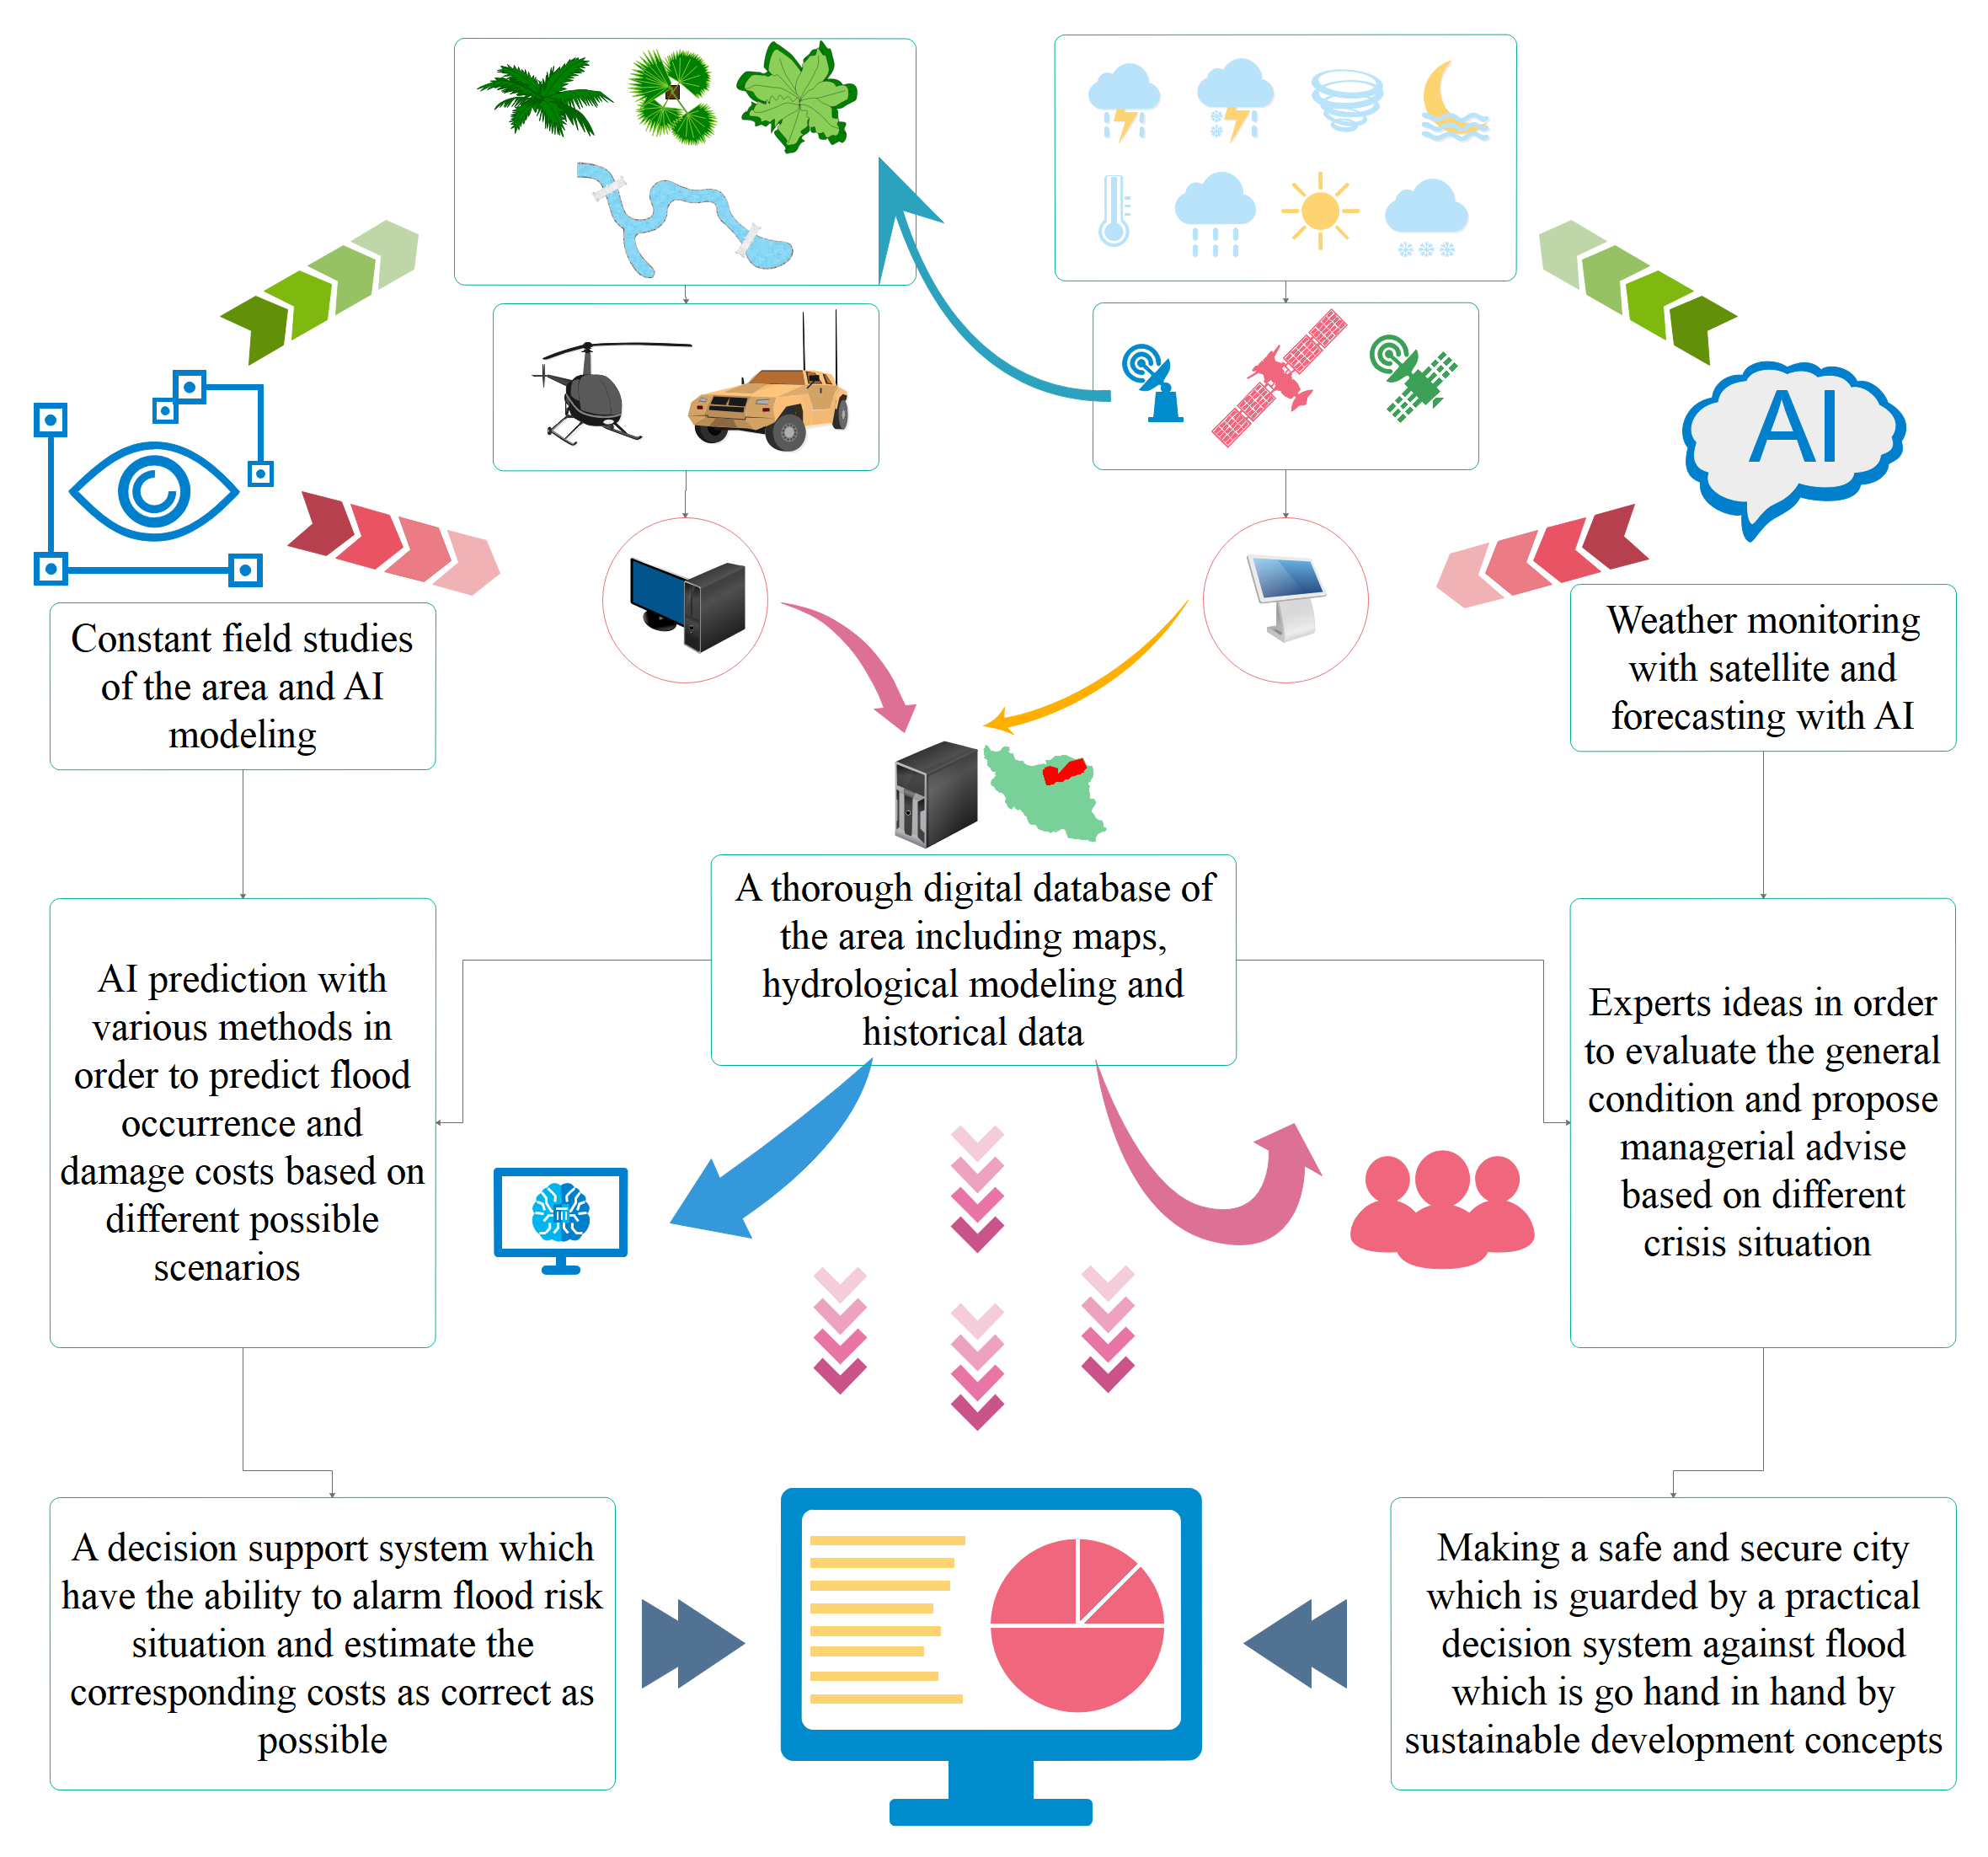 AI
Constant field studies
of the area and AI
modeling
Weather monitoring
with satellite and
forecasting with AI
A thorough digital database of
the area including maps,
hydrological modeling and
historical data
AI prediction with
various methods in
order to predict flood
occurrence and
damage costs based on
different possible
scenarios
Experts ideas in order
to evaluate the general
condition and propose
managerial advise
based on different
crisis situation
A decision support system which
have the ability to alarm flood risk
situation and estimate the
corresponding costs as correct as
possible
Making a safe and secure city
which is guarded by a practical
decision system against flood
which is go hand in hand by
sustainable development concepts